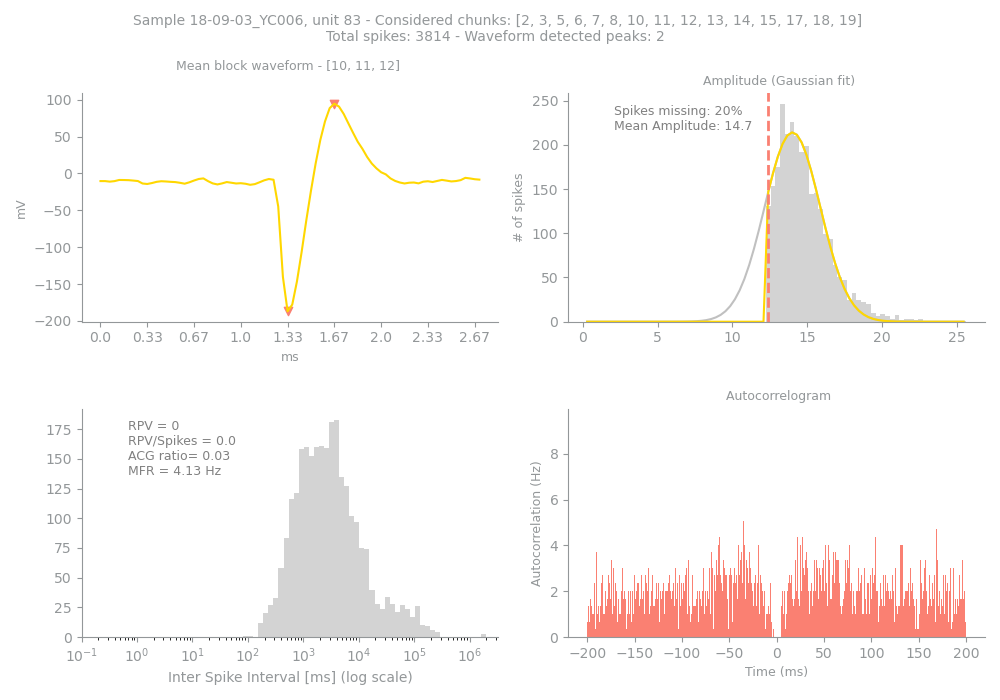 Sample 18-09-03_YC006, unit 83 - Considered chunks: [2, 3, 5, 6, 7, 8, 10, 11, 12, 13, 14, 15, 17, 18, 19]
Total spikes: 3814 - Waveform detected peaks: 2
Mean block waveform - [10, 11, 12]
100
50
0
−50
−100
−150
−200
mV
0.0 0.33 0.67 1.0 1.33 1.67 2.0 2.33 2.67
ms
Amplitude (Gaussian fit)
Spikes missing: 20%
Mean Amplitude: 14.7
250
200
150
100
50
0
# of spikes
0 5 10 15 20 25
RPV = 0
RPV/Spikes = 0.0
ACG ratio= 0.03
MFR = 4.13 Hz
175
150
125
100
75
50
25
0
10⁻¹ 10⁰ 10¹ 10² 10³ 10⁴ 10⁵ 10⁶
Inter Spike Interval [ms] (log scale)
Autocorrelogram
8
6
4
2
0
Autocorrelation (Hz)
−200 −150 −100 −50 0 50 100 150 200
Time (ms)